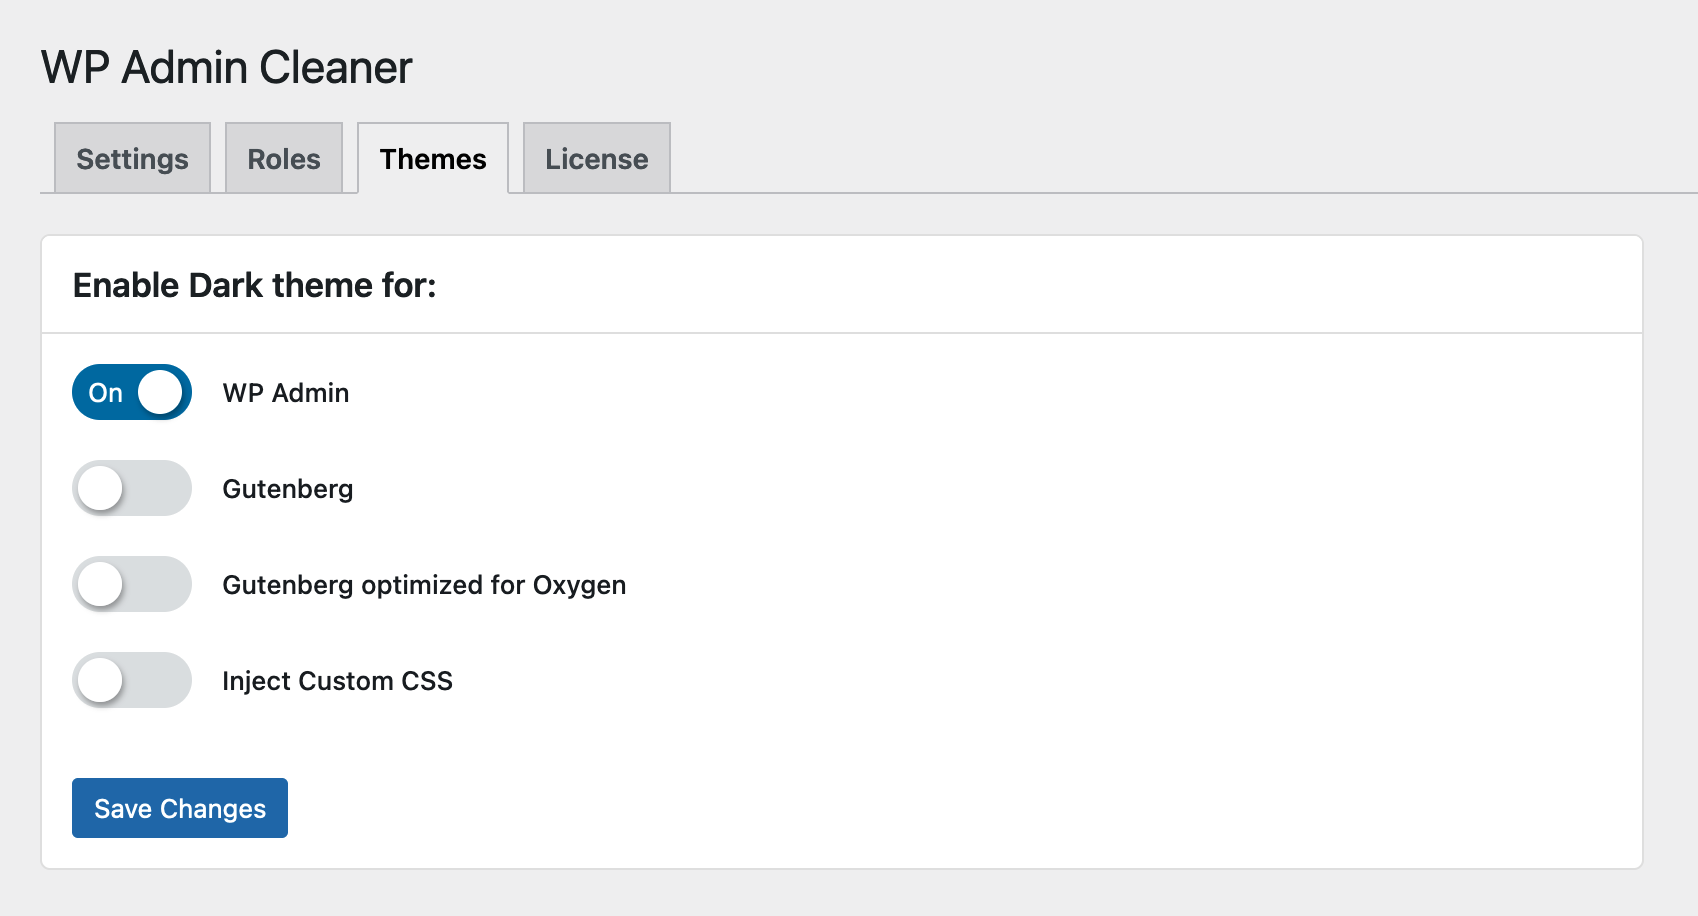 WP Admin Cleaner
Settings Roles Themes License
Enable Dark theme for:
On WP Admin
Gutenberg
Gutenberg optimized for Oxygen
Inject Custom CSS
Save Changes